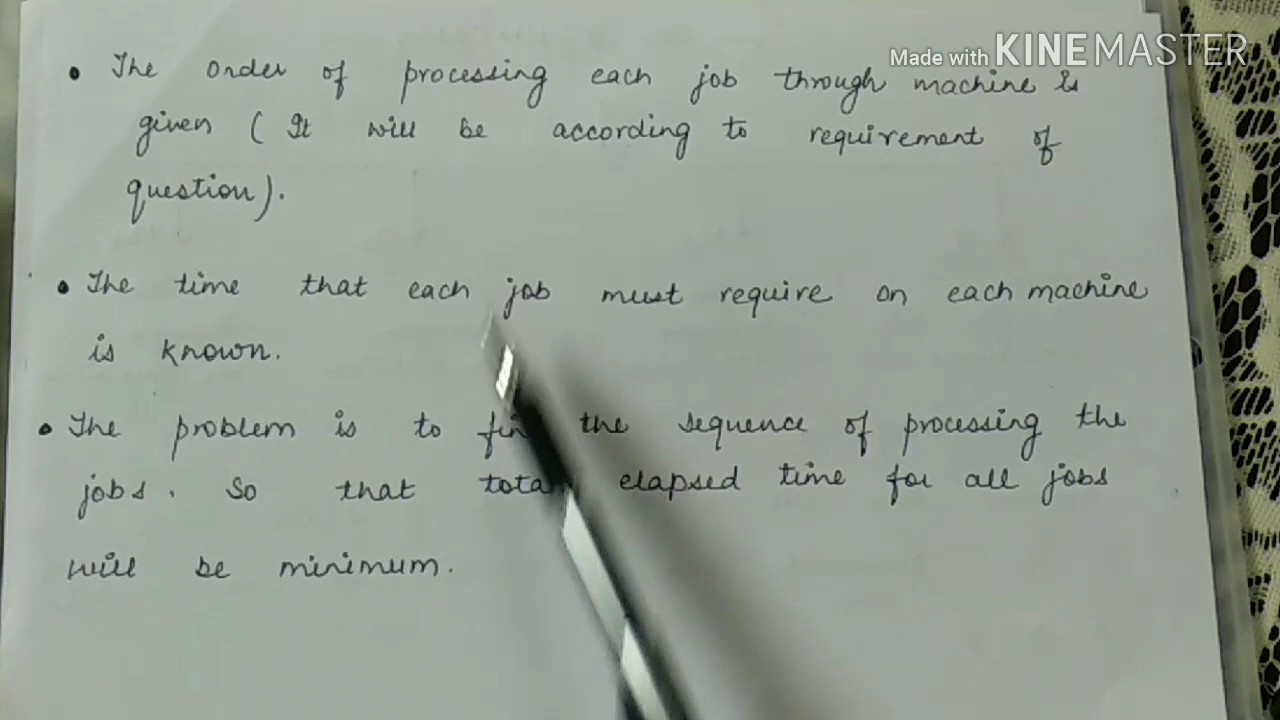 Made with KINEMASTER
• The order of processing each job through machine is
given (It will be according to requirement of
question).
• The time that each job must require on each machine
is known.
• The problem is to the sequence of processing the
jobs. So that elapsed time for all jobs
will be minimum.